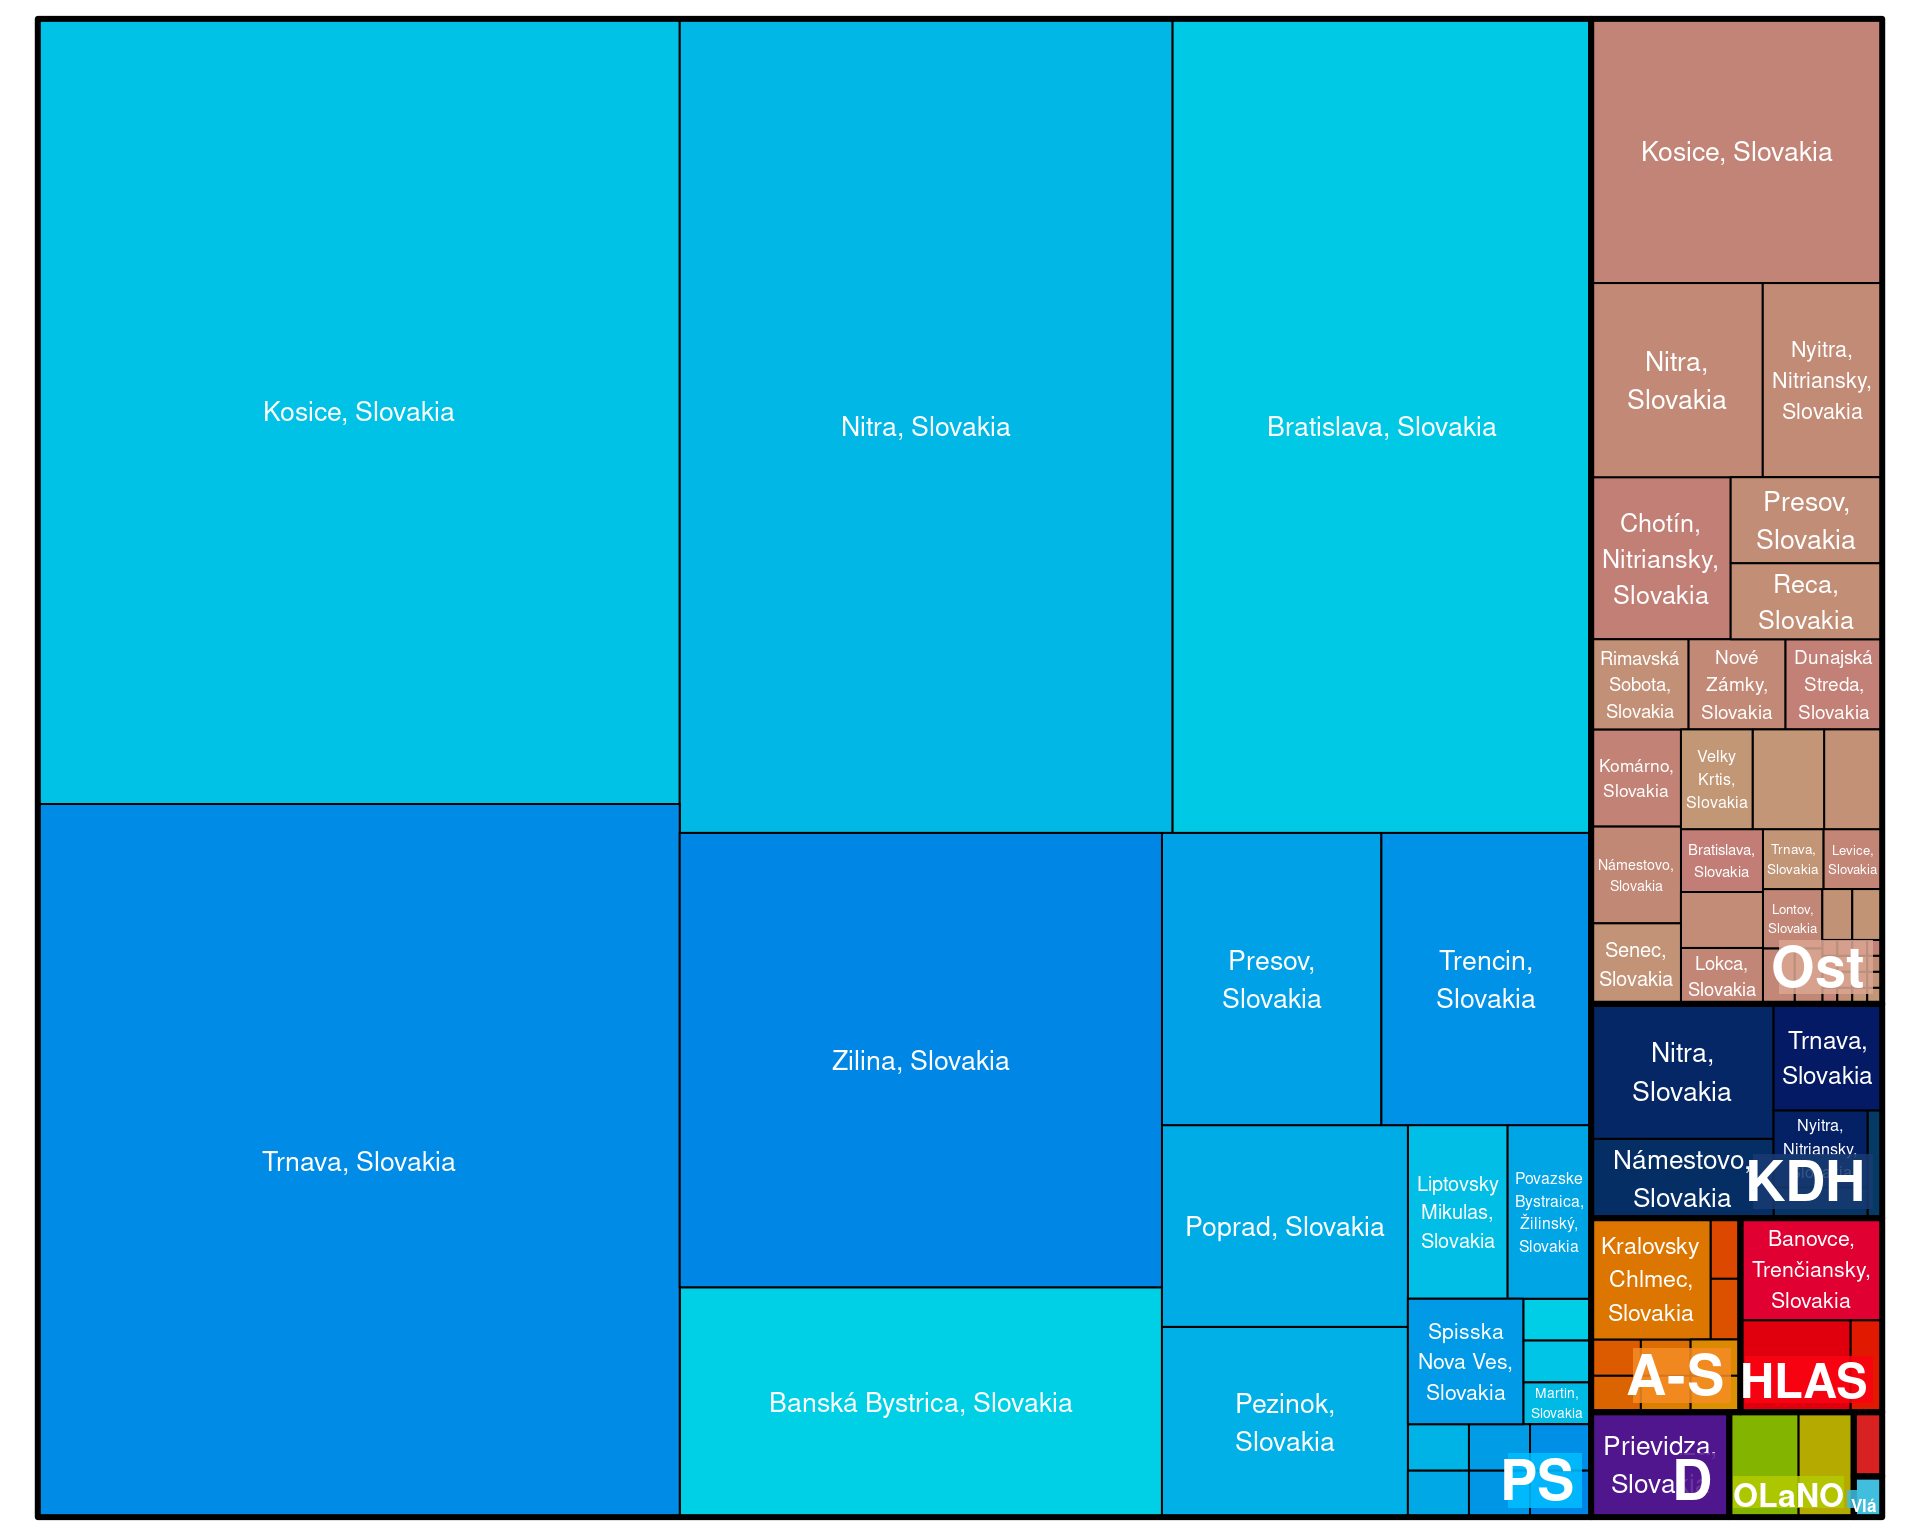 Kosice, Slovakia
Trnava, Slovakia
Nitra, Slovakia
Bratislava, Slovakia
Zilina, Slovakia
Banská Bystrica, Slovakia
Presov,
Slovakia
Trencin,
Slovakia
Poprad, Slovakia
Pezinok,
Slovakia
Liptovsky
Mikulas,
Slovakia
Povazske
Bystraica,
Žilinský,
Slovakia
Spisska
Nova Ves,
Slovakia
Martin,
Slovakia
PS
Kosice, Slovakia
Nitra,
Slovakia
Nyitra,
Nitriansky,
Slovakia
Chotín,
Nitriansky,
Slovakia
Presov,
Slovakia
Reca,
Slovakia
Rimavská
Sobota,
Slovakia
Nové
Zámky,
Slovakia
Dunajská
Streda,
Slovakia
Komárno,
Slovakia
Velky
Krtis,
Slovakia
Námestovo,
Slovakia
Bratislava,
Slovakia
Trnava,
Slovakia
Levice,
Slovakia
Lontov,
Slovakia
Senec,
Slovakia
Lokca,
Slovakia
Ost
Nitra,
Slovakia
Trnava,
Slovakia
Nyitra,
Nitriansky,
Námestovo,
Slovakia
KDH
Kralovsky
Chlmec,
Slovakia
A-S
Banovce,
Trenčiansky,
Slovakia
HLAS
Prievidza,
Slovakia
D
OLaNO
Vlá